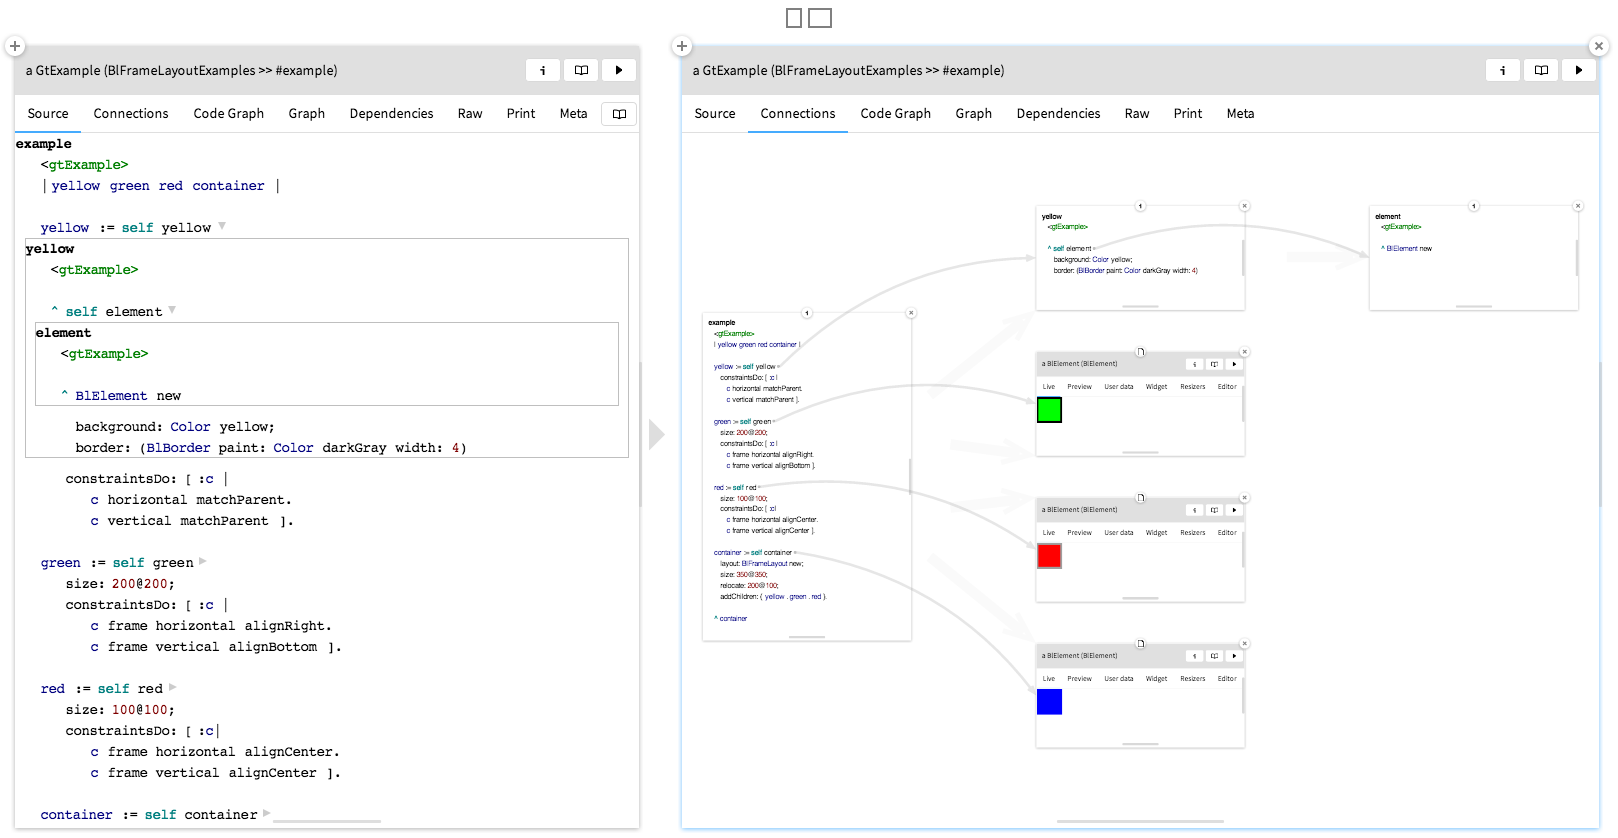 a GtExample (BlFrameLayoutExamples >> #example)
Source Connections Code Graph Graph Dependencies Raw Print Meta
example
<gtExample>
| yellow green red container |
yellow := self yellow
yellow
<gtExample>
^ self element
element
<gtExample>
^ BlElement new
background: Color yellow;
border: (BlBorder paint: Color darkGray width: 4)
constraintsDo: [ :c |
c horizontal matchParent.
c vertical matchParent ].
green := self green
size: 200@200;
constraintsDo: [ :c |
c frame horizontal alignRight.
c frame vertical alignBottom ].
red := self red
size: 100@100;
constraintsDo: [ :c|
c frame horizontal alignCenter.
c frame vertical alignCenter ].
container := self container
a GtExample (BlFrameLayoutExamples >> #example)
Source Connections Code Graph Graph Dependencies Raw Print Meta
example
<gtExample>
| yellow green red container |
yellow := self yellow
constraintsDo: [ :c |
c horizontal matchParent.
c vertical matchParent ].
green := self green
size: 200@200;
constraintsDo: [ :c |
c frame horizontal alignRight.
c frame vertical alignBottom ].
red := self red
size: 100@100;
constraintsDo: [ :c|
c frame horizontal alignCenter.
c frame vertical alignCenter ].
container := self container
layout: BlFrameLayout new;
size: 350@350;
relocate: 200@100;
addChildren: { yellow . green . red }.
^ container
yellow
<gtExample>
^ self element
background: Color yellow;
border: (BlBorder paint: Color darkGray width: 4)
element
<gtExample>
^ BlElement new
a BlElement (BlElement)
Live Preview User data Widget Resizers Editor
a BlElement (BlElement)
Live Preview User data Widget Resizers Editor
a BlElement (BlElement)
Live Preview User data Widget Resizers Editor